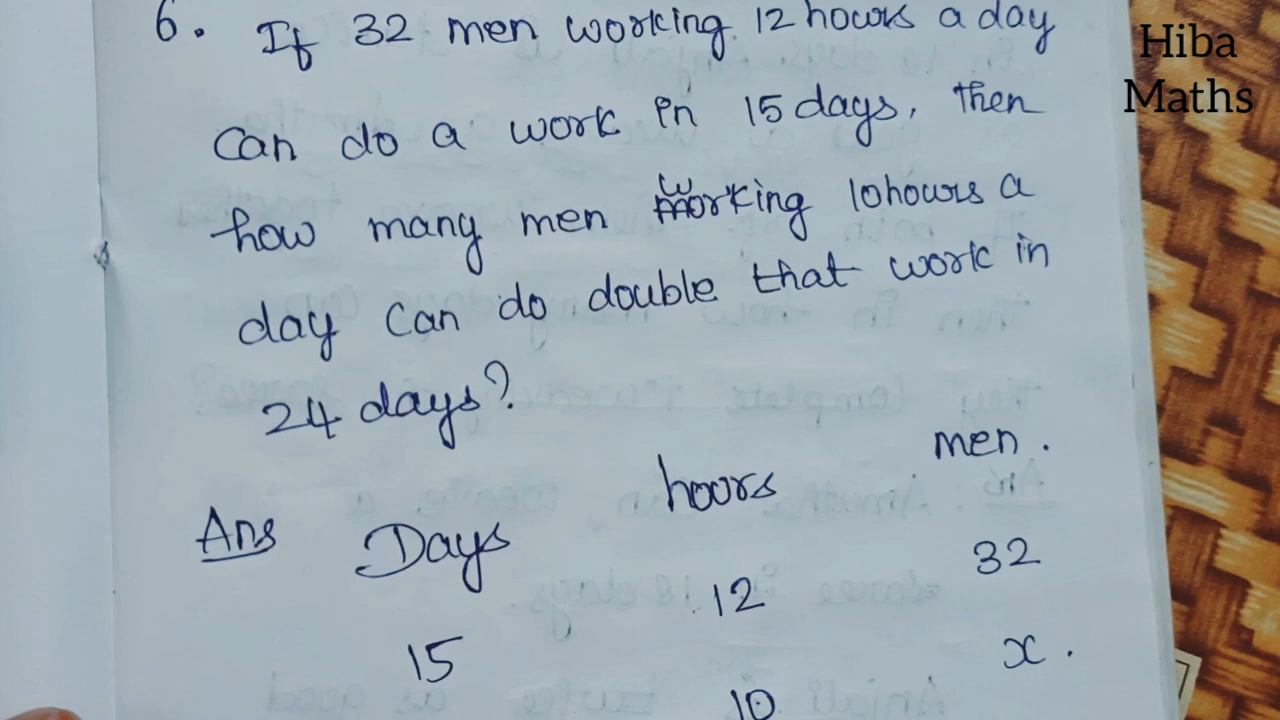 6. If 32 men working 12 hours a day
can do a work in 15 days, then
how many men working 10 hours a
day can do double that work in
24 days?
Ans Days hours men.
15 12 32
10 x.
Hiba
Maths